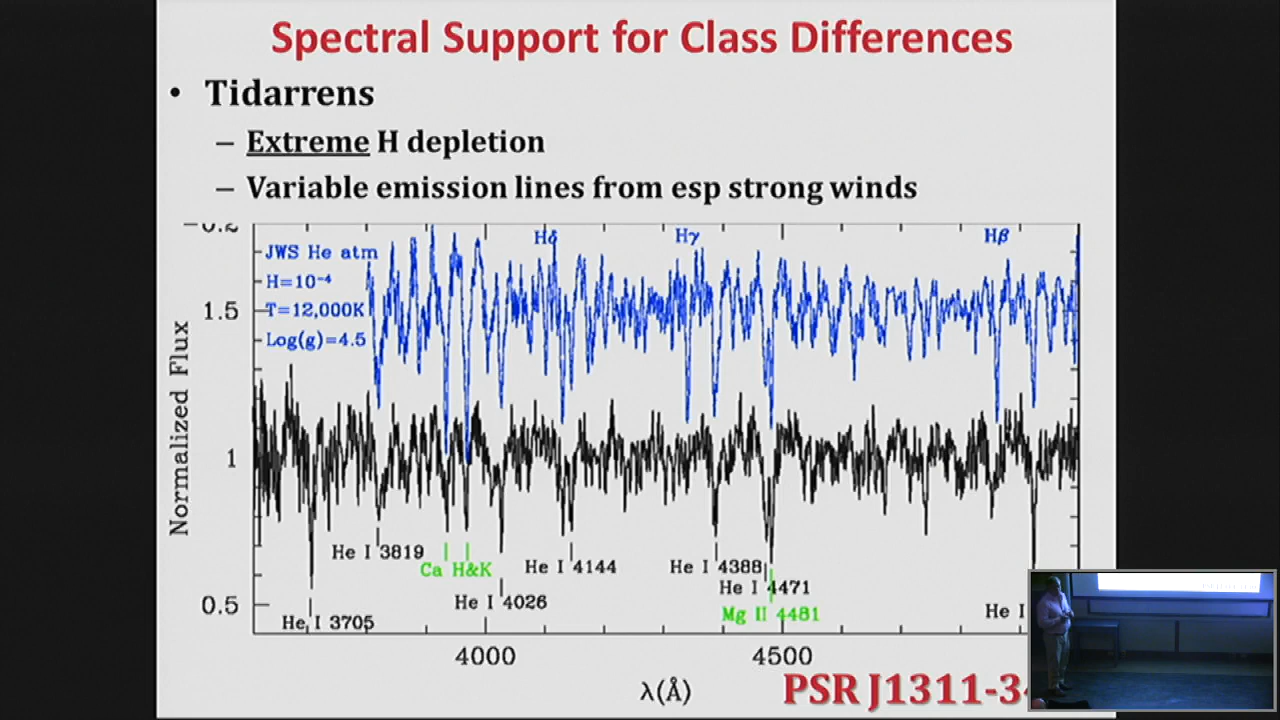 Spectral Support for Class Differences
• Tidarrens
– Extreme H depletion
– Variable emission lines from esp strong winds
Hδ Hγ Hβ
JWS He atm
H=10⁻⁴
T=12,000K
Log(g)=4.5
1.5
1
0.5
Normalized Flux
He I 3819
Ca H&K
He I 4144
He I 4388
He I 4471
He I 4026
Mg II 4481
He I
He I 3705
4000 4500
λ(Å)
PSR J1311-